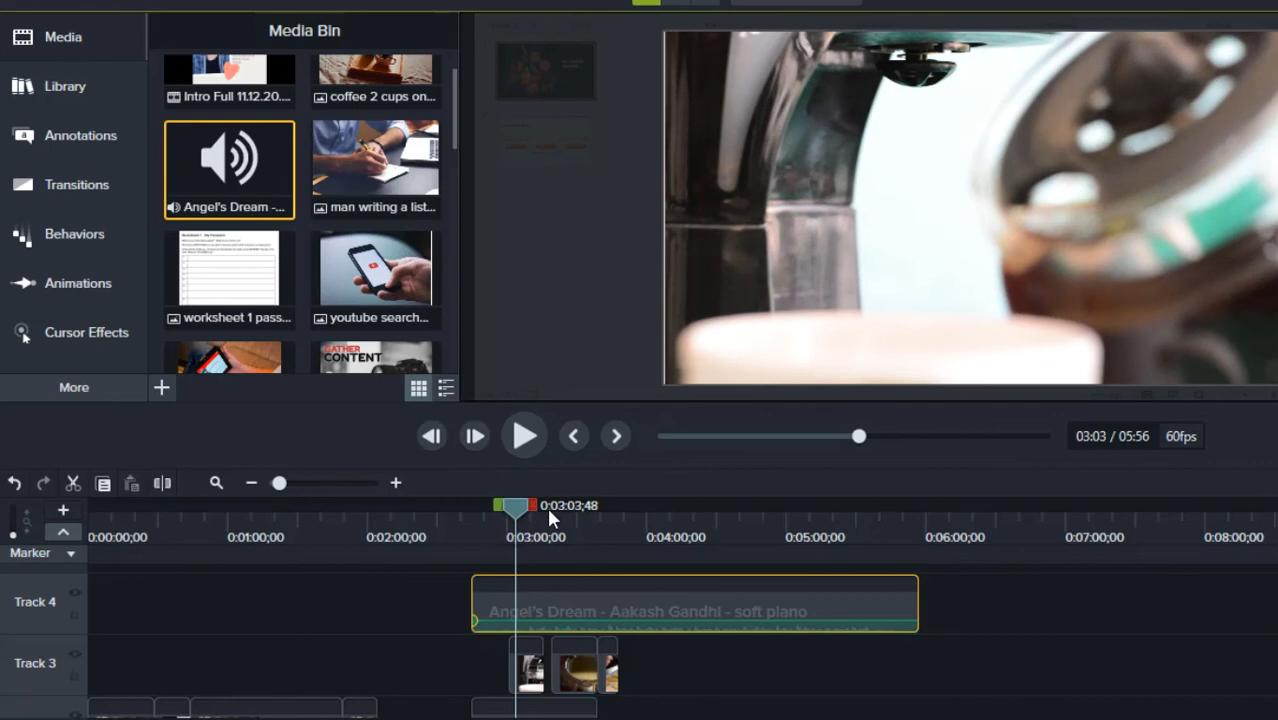 Media
Media Bin
Library
Annotations
Transitions
Behaviors
Animations
Cursor Effects
More
Intro Full 11.12.20....
coffee 2 cups on...
Angel's Dream -...
man writing a list...
worksheet 1 pass...
youtube search...
GATHER
CONTENT
03:03 / 05:56 60fps
0:03:03;48
0:00:00;00 0:01:00;00 0:02:00;00 0:03:00;00 0:04:00;00 0:05:00;00 0:06:00;00 0:07:00;00 0:08:00;00
Marker
Track 4
Angel's Dream - Aakash Gandhi - soft piano
Track 3